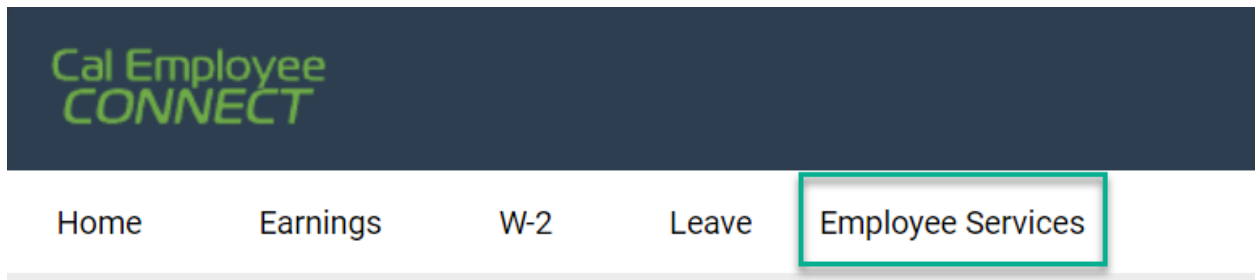 Cal Employee
CONNECT
Home Earnings W-2 Leave Employee Services